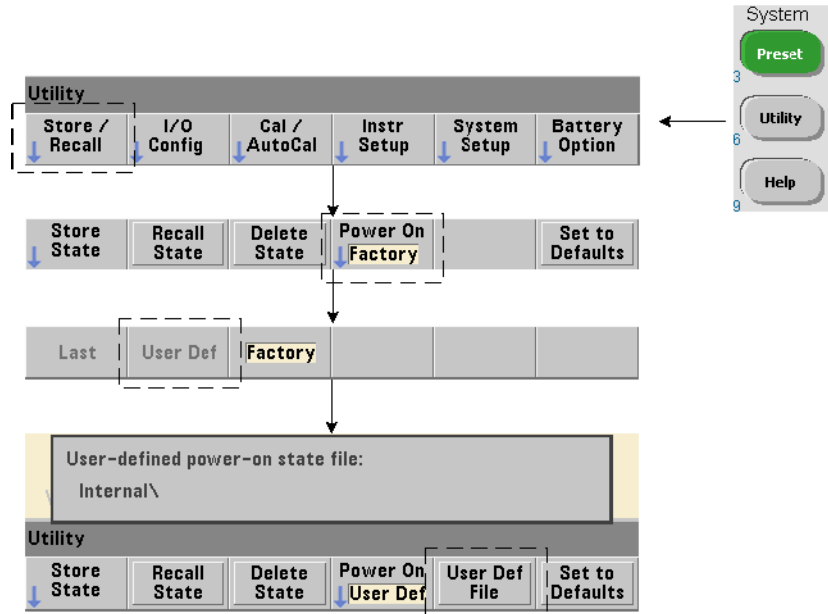 System
Preset
3
Utility
6
Help
9
Utility
Store / Recall
I/O Config
Cal / AutoCal
Instr Setup
System Setup
Battery Option
Store State
Recall State
Delete State
Power On Factory
Set to Defaults
Last
User Def
Factory
User-defined power-on state file:
Internal\
Utility
Store State
Recall State
Delete State
Power On User Def
User Def File
Set to Defaults